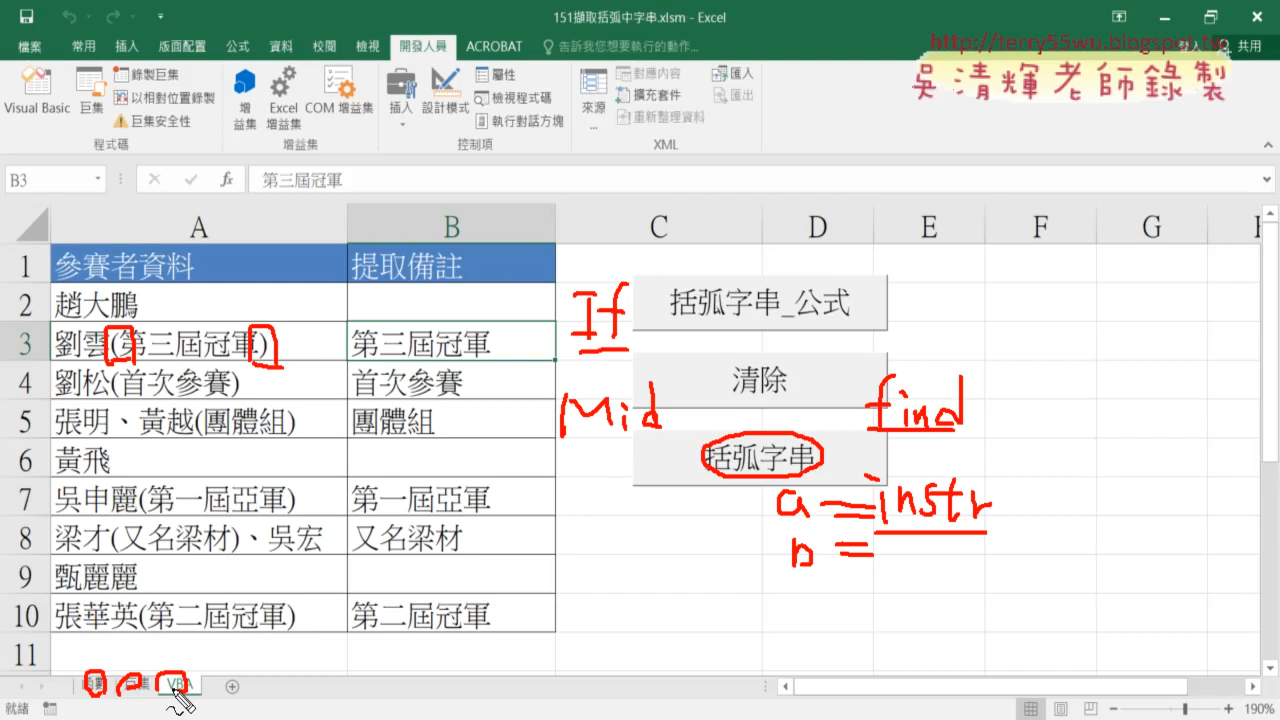 151擷取括弧中字串.xlsm - Excel
檔案 常用 插入 版面配置 公式 資料 校閱 檢視 開發人員 ACROBAT 告訴我您想要執行的動作... 共用
http://terry55wu.blogspot.tw
吳清輝老師錄製
Visual Basic 巨集 錄製巨集 以相對位置錄製 巨集安全性 程式碼
增益集 Excel 增益集 COM 增益集 增益集
插入 設計模式 屬性 檢視程式碼 執行對話方塊 控制項
來源... 對應內容 擴充套件 重新整理資料 匯入 匯出 XML
B3 fx 第三屆冠軍
A B C D E F G
1 參賽者資料 提取備註
2 趙大鵬
If 括弧字串_公式
3 劉雲(第三屆冠軍) 第三屆冠軍
4 劉松(首次參賽) 首次參賽 清除
Mid find
5 張明、黃越(團體組) 團體組
6 黃飛 括弧字串
7 吳申麗(第一屆亞軍) 第一屆亞軍
a = instr
8 梁才(又名梁材)、吳宏 又名梁材
b =
9 甄麗麗
10 張華英(第二屆冠軍) 第二屆冠軍
11
函數 巨集 VBA
就緒 190%